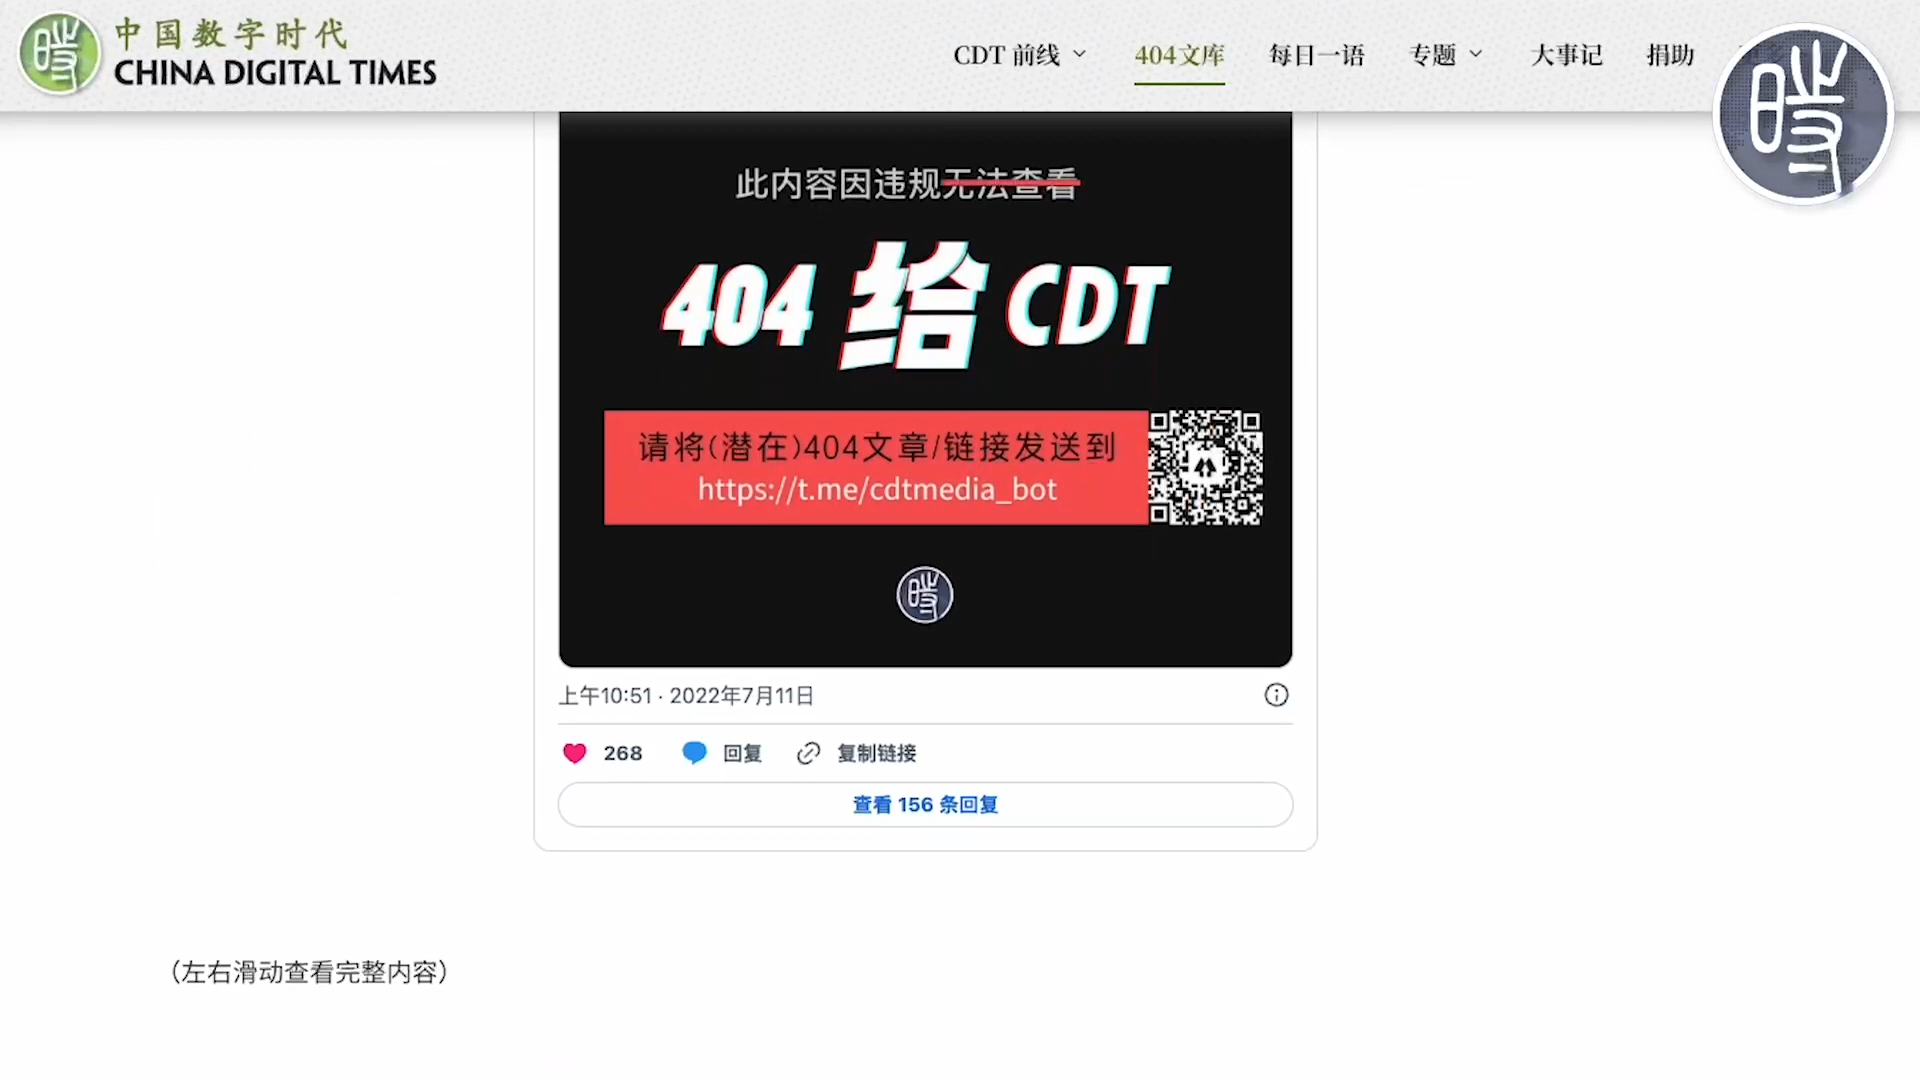 中国数字时代
CHINA DIGITAL TIMES
CDT 前线
404文库
每日一语
专题
大事记
捐助
此内容因违规无法查看
404 给 CDT
请将(潜在)404文章/链接发送到
https://t.me/cdtmedia_bot
上午10:51 · 2022年7月11日
268
回复
复制链接
查看 156 条回复
（左右滑动查看完整内容）